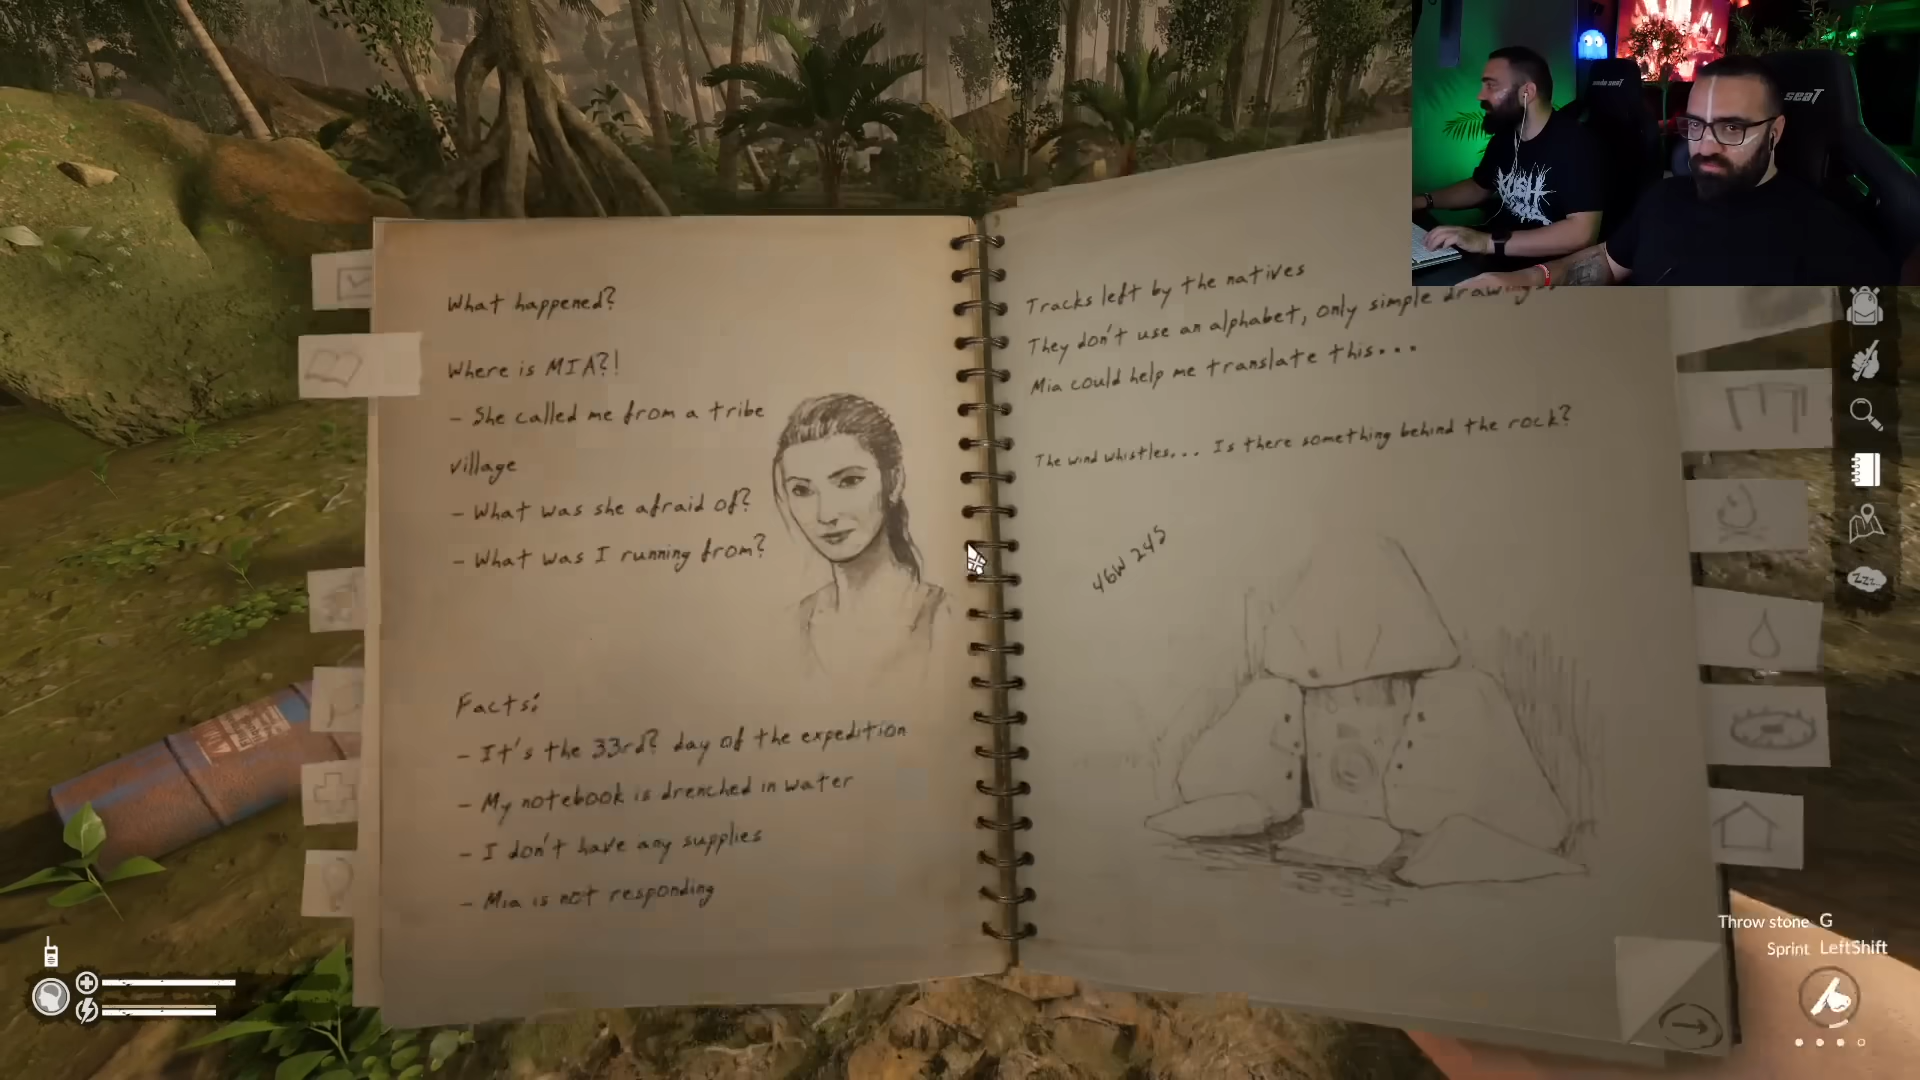 What happened?
Where is MIA?!
- She called me from a tribe
village
- What was she afraid of?
- What was I running from?
Facts:
- It's the 33rd? day of the expedition
- My notebook is drenched in water
- I don't have any supplies
- Mia is not responding
Tracks left by the natives
They don't use an alphabet, only simple
Mia could help me translate this...
The wind whistles... Is there something behind the rock?
46W 24S
seaT
zzz
Throw stone G
Sprint LeftShift